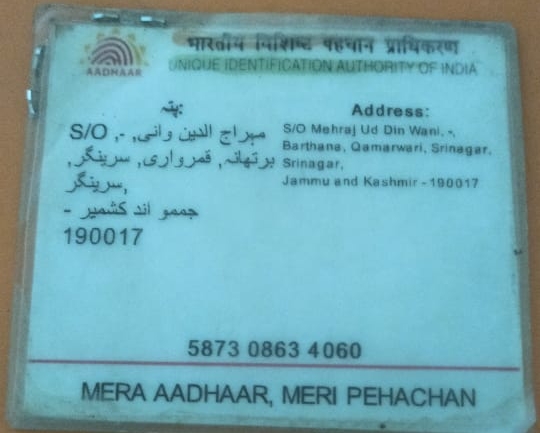 भारतीय विशिष्ट पहचान प्राधिकरण
AADHAAR
UNIQUE IDENTIFICATION AUTHORITY OF INDIA
پتہ:
S/O مہراج الدین وانی, -,
برتھانہ, قمرواری, سرینگر,
سرینگر,
جممو اند کشمیر -
190017
Address:
S/O Mehraj Ud Din Wani, -,
Barthana, Qamarwari, Srinagar,
Srinagar,
Jammu and Kashmir - 190017
5873 0863 4060
MERA AADHAAR, MERI PEHACHAN